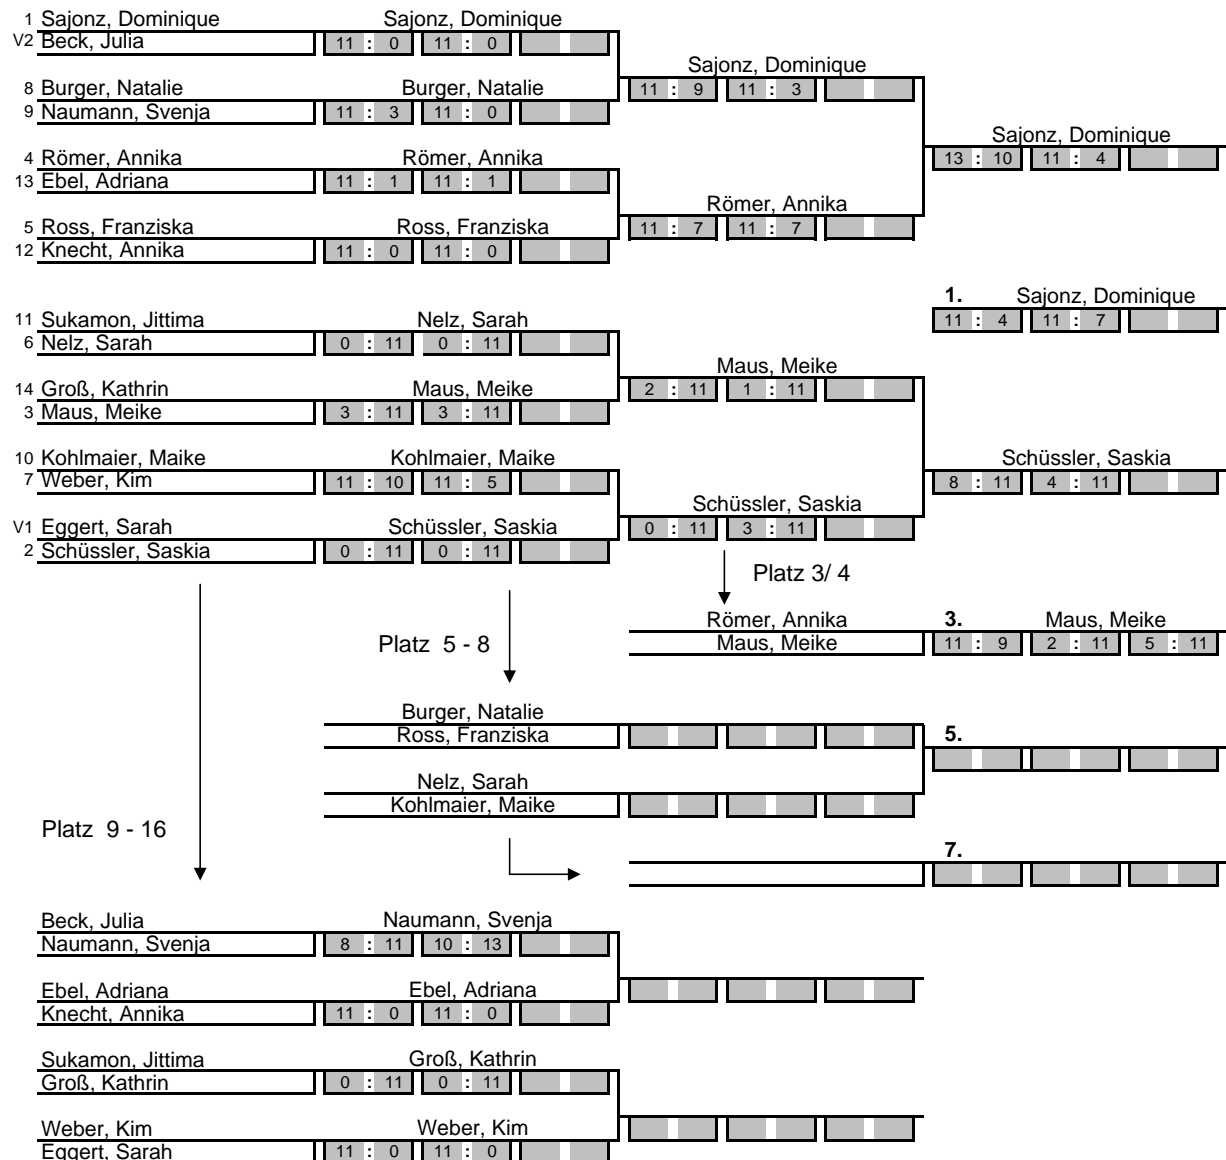 1 Sajonz, Dominique Sajonz, Dominique
V2 Beck, Julia 11 : 0 11 : 0
Sajonz, Dominique
8 Burger, Natalie Burger, Natalie 11 : 9 11 : 3
9 Naumann, Svenja 11 : 3 11 : 0
Sajonz, Dominique
4 Römer, Annika Römer, Annika 13 : 10 11 : 4
13 Ebel, Adriana 11 : 1 11 : 1
Römer, Annika
5 Ross, Franziska Ross, Franziska 11 : 7 11 : 7
12 Knecht, Annika 11 : 0 11 : 0
1. Sajonz, Dominique
11 Sukamon, Jittima Nelz, Sarah 11 : 4 11 : 7
6 Nelz, Sarah 0 : 11 0 : 11
Maus, Meike
14 Groß, Kathrin Maus, Meike 2 : 11 1 : 11
3 Maus, Meike 3 : 11 3 : 11
10 Kohlmaier, Maike Kohlmaier, Maike Schüssler, Saskia
7 Weber, Kim 11 : 10 11 : 5 8 : 11 4 : 11
Schüssler, Saskia
V1 Eggert, Sarah Schüssler, Saskia 0 : 11 3 : 11
2 Schüssler, Saskia 0 : 11 0 : 11
Platz 3/ 4
Römer, Annika 3. Maus, Meike
Platz 5 - 8 Maus, Meike 11 : 9 2 : 11 5 : 11
Burger, Natalie
Ross, Franziska 5.
Nelz, Sarah
Kohlmaier, Maike
Platz 9 - 16
7.
Beck, Julia Naumann, Svenja
Naumann, Svenja 8 : 11 10 : 13
Ebel, Adriana Ebel, Adriana
Knecht, Annika 11 : 0 11 : 0
Sukamon, Jittima Groß, Kathrin
Groß, Kathrin 0 : 11 0 : 11
Weber, Kim Weber, Kim
Eggert, Sarah 11 : 0 11 : 0